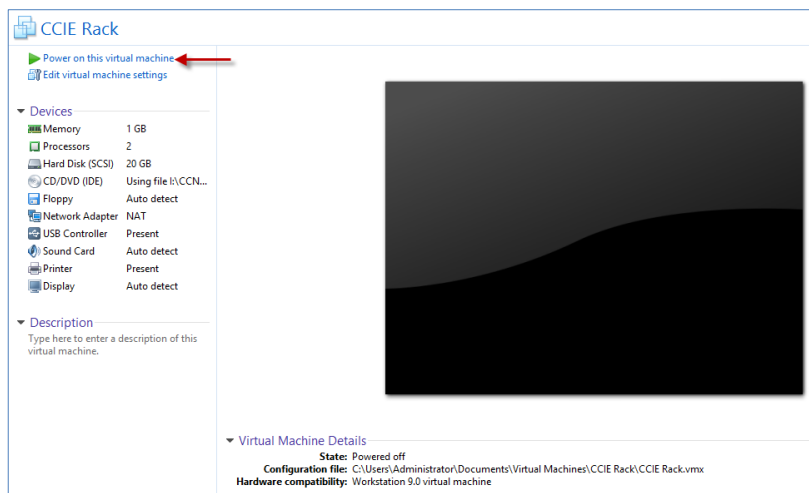 CCIE Rack
Power on this virtual machine
Edit virtual machine settings
Devices
Memory 1 GB
Processors 2
Hard Disk (SCSI) 20 GB
CD/DVD (IDE) Using file I:\CCN...
Floppy Auto detect
Network Adapter NAT
USB Controller Present
Sound Card Auto detect
Printer Present
Display Auto detect
Description
Type here to enter a description of this
virtual machine.
Virtual Machine Details
State: Powered off
Configuration file: C:\Users\Administrator\Documents\Virtual Machines\CCIE Rack\CCIE Rack.vmx
Hardware compatibility: Workstation 9.0 virtual machine